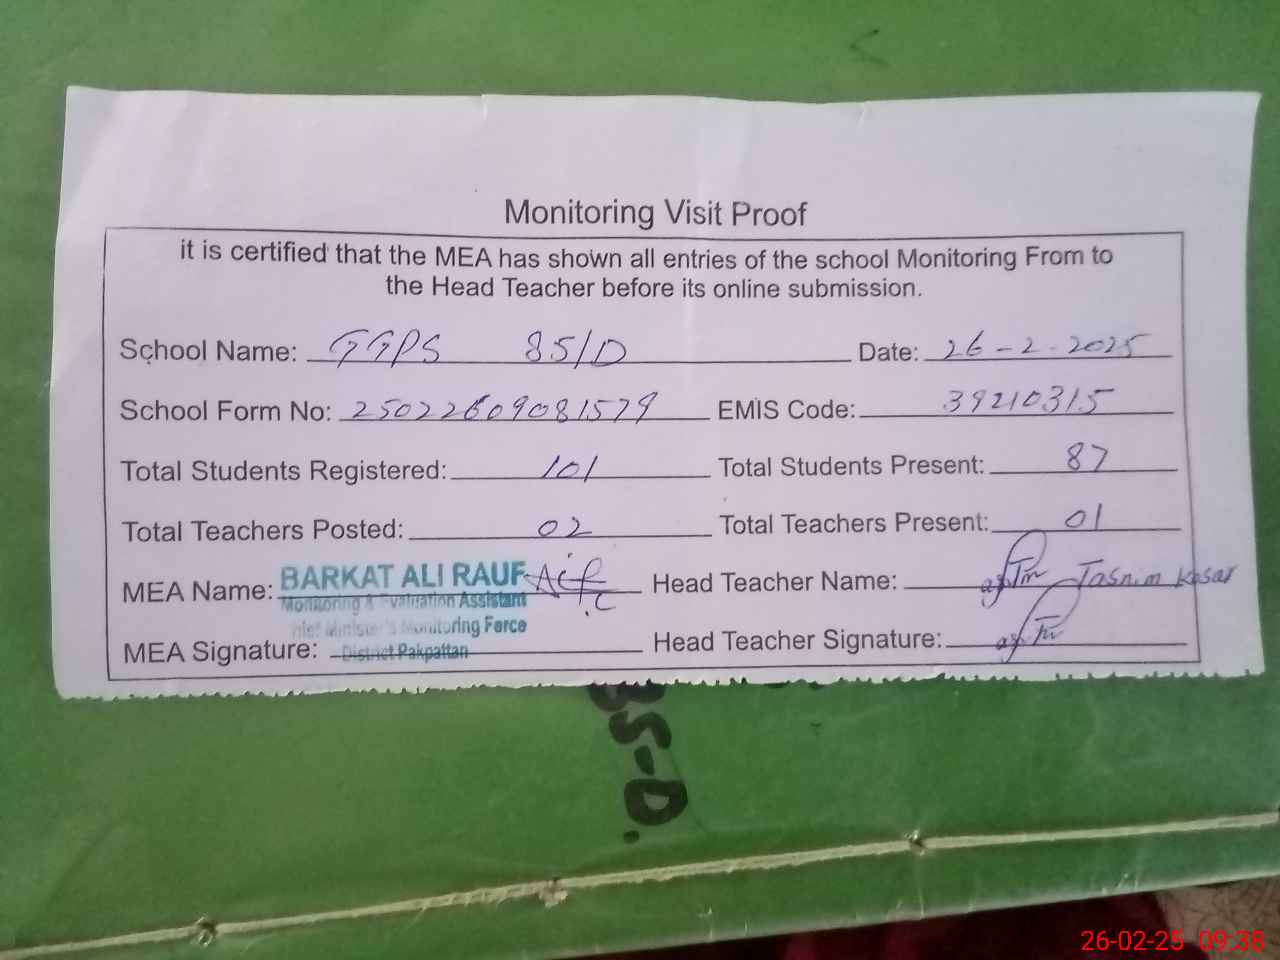 Monitoring Visit Proof
it is certified that the MEA has shown all entries of the school Monitoring From to
the Head Teacher before its online submission.
School Name: GGPS 85/D Date: 26-2-2025
School Form No: 25022609081579 EMIS Code: 39210315
Total Students Registered: 101 Total Students Present: 87
Total Teachers Posted: 02 Total Teachers Present: 01
MEA Name: BARKAT ALI RAUF Head Teacher Name: Tasnim Kosar
Monitoring & Evaluation Assistant
Chief Minister's Monitoring Force
MEA Signature: District Pakpattan Head Teacher Signature:
85-D.
26-02-25 09:38